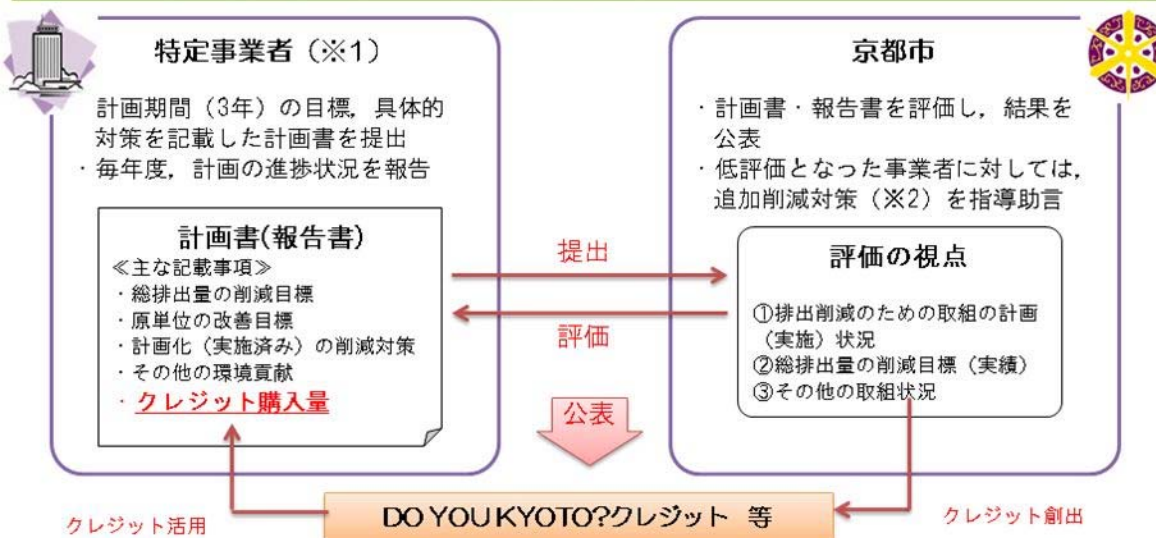 特定事業者（※1）
計画期間（3年）の目標，具体的
対策を記載した計画書を提出
・毎年度，計画の進捗状況を報告
計画書(報告書)
≪主な記載事項≫
・総排出量の削減目標
・原単位の改善目標
・計画化（実施済み）の削減対策
・その他の環境貢献
・クレジット購入量
提出
評価
公表
京都市
・計画書・報告書を評価し，結果を
公表
・低評価となった事業者に対しては，
追加削減対策（※2）を指導助言
評価の視点
①排出削減のための取組の計画
（実施）状況
②総排出量の削減目標（実績）
③その他の取組状況
クレジット活用
DO YOU KYOTO?クレジット 等
クレジット創出